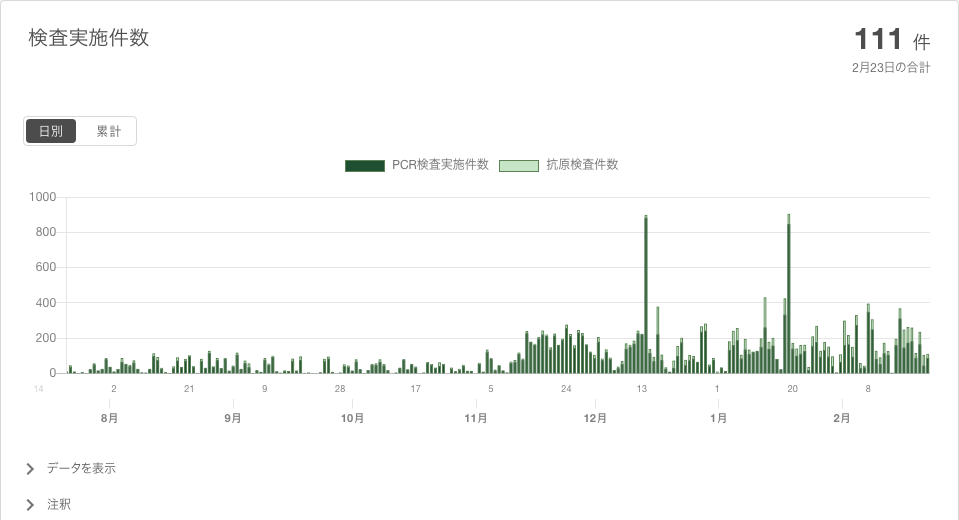 検査実施件数
111 件
2月23日の合計
日別 累計
PCR検査実施件数 抗原検査件数
1000
800
600
400
200
0
14 2 21 9 28 17 5 24 13 1 20 8
8月 9月 10月 11月 12月 1月 2月
データを表示
注釈